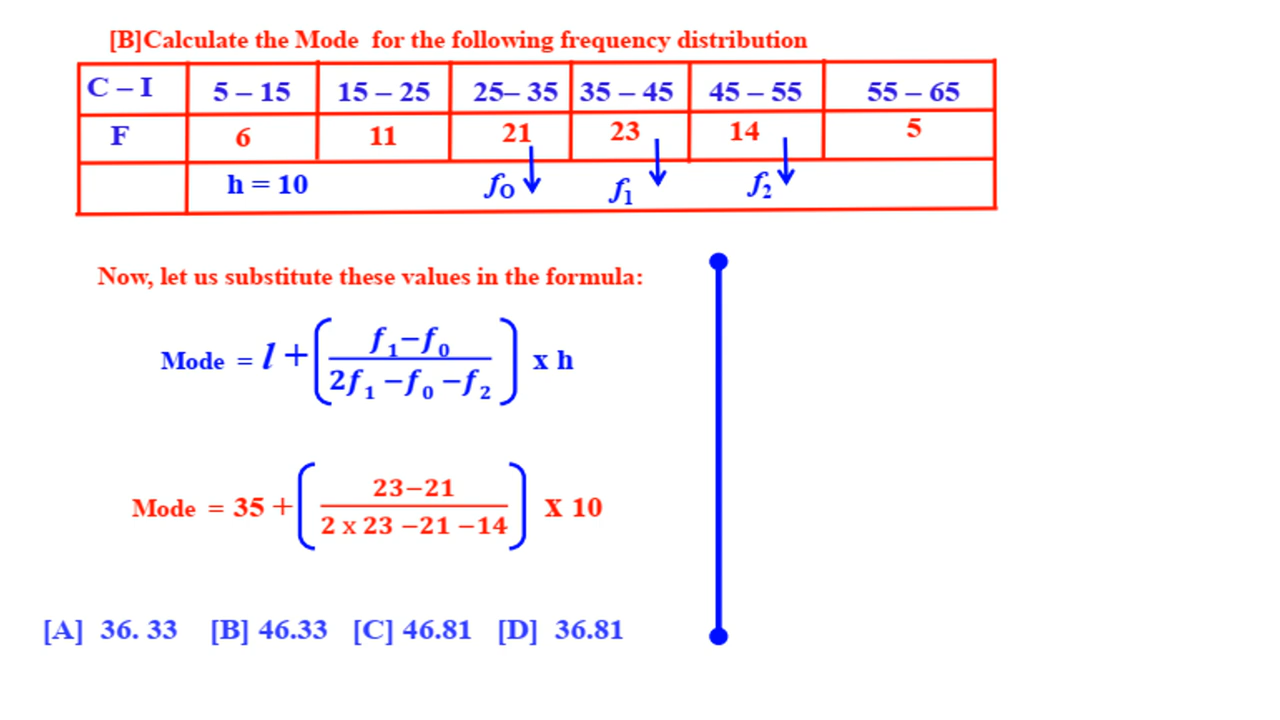 [B]Calculate the Mode for the following frequency distribution
C – I 5 – 15 15 – 25 25– 35 35 – 45 45 – 55 55 – 65
F 6 11 21 23 14 5
h = 10 f₀ f₁ f₂
Now, let us substitute these values in the formula:
Mode = l + ( (f₁ – f₀) / (2f₁ – f₀ – f₂) ) x h
Mode = 35 + ( (23–21) / (2 x 23 –21 –14) ) X 10
[A] 36. 33 [B] 46.33 [C] 46.81 [D] 36.81